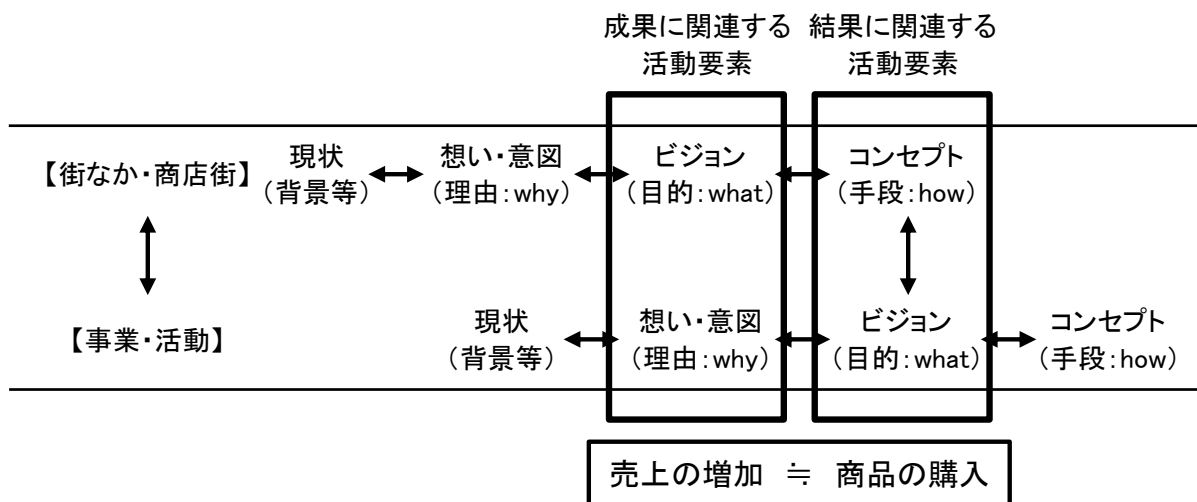 成果に関連する
活動要素
結果に関連する
活動要素
【街なか・商店街】
現状
(背景等)
想い・意図
(理由:why)
ビジョン
(目的:what)
コンセプト
(手段:how)
【事業・活動】
現状
(背景等)
想い・意図
(理由:why)
ビジョン
(目的:what)
コンセプト
(手段:how)
売上の増加 ≒ 商品の購入